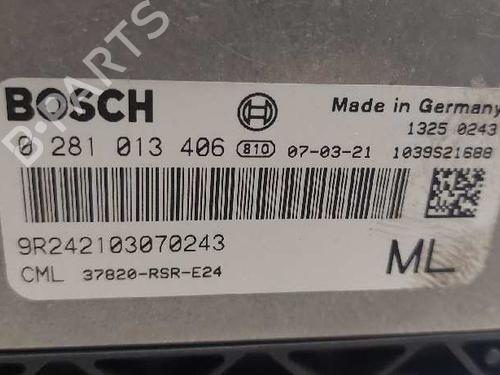 B-PARTS
BOSCH
Made in Germany
1325 0243
0 281 013 406 810 07-03-21 1039S21688
9R242103070243
CML 37820-RSR-E24
ML